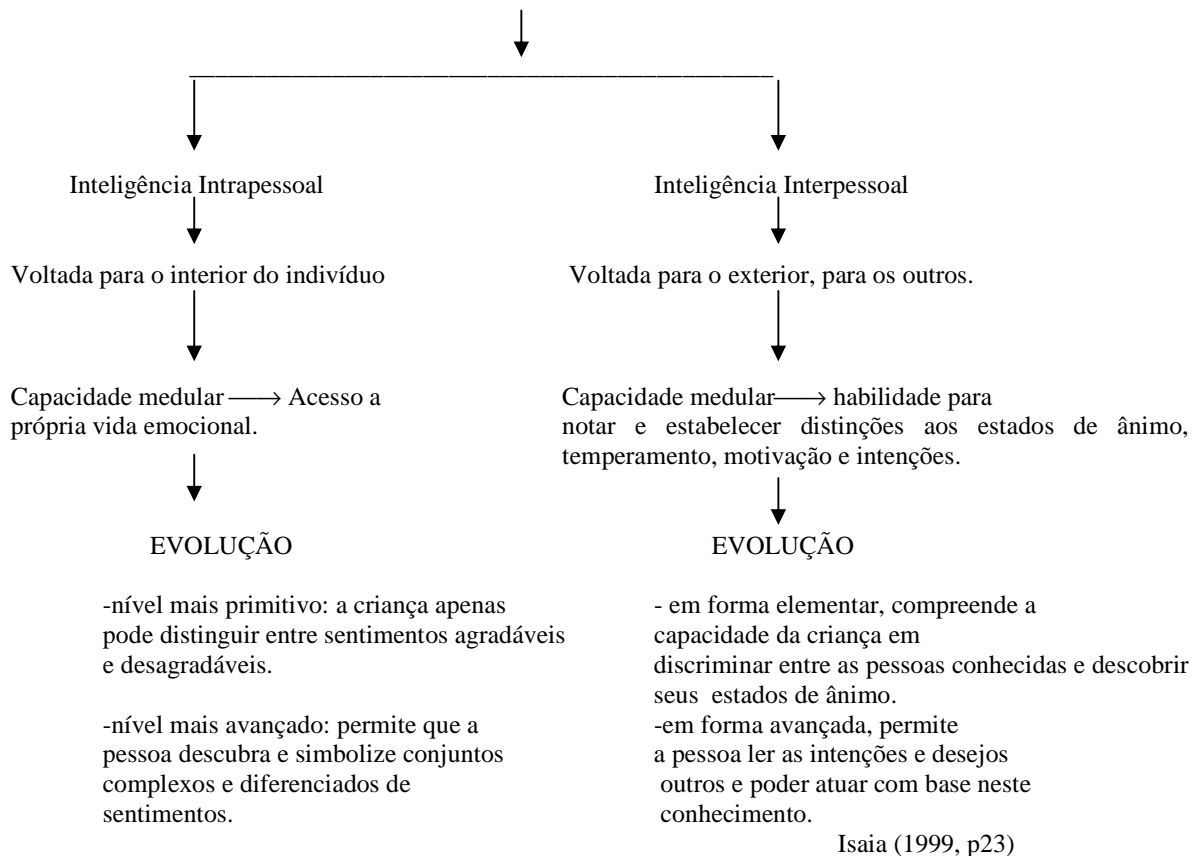 Inteligência Intrapessoal
Voltada para o interior do indivíduo
Capacidade medular → Acesso a
própria vida emocional.
EVOLUÇÃO
-nível mais primitivo: a criança apenas
pode distinguir entre sentimentos agradáveis
e desagradáveis.
-nível mais avançado: permite que a
pessoa descubra e simbolize conjuntos
complexos e diferenciados de
sentimentos.
Inteligência Interpessoal
Voltada para o exterior, para os outros.
Capacidade medular→ habilidade para
notar e estabelecer distinções aos estados de ânimo,
temperamento, motivação e intenções.
EVOLUÇÃO
- em forma elementar, compreende a
capacidade da criança em
discriminar entre as pessoas conhecidas e descobrir
seus estados de ânimo.
-em forma avançada, permite
a pessoa ler as intenções e desejos
outros e poder atuar com base neste
conhecimento.
Isaia (1999, p23)